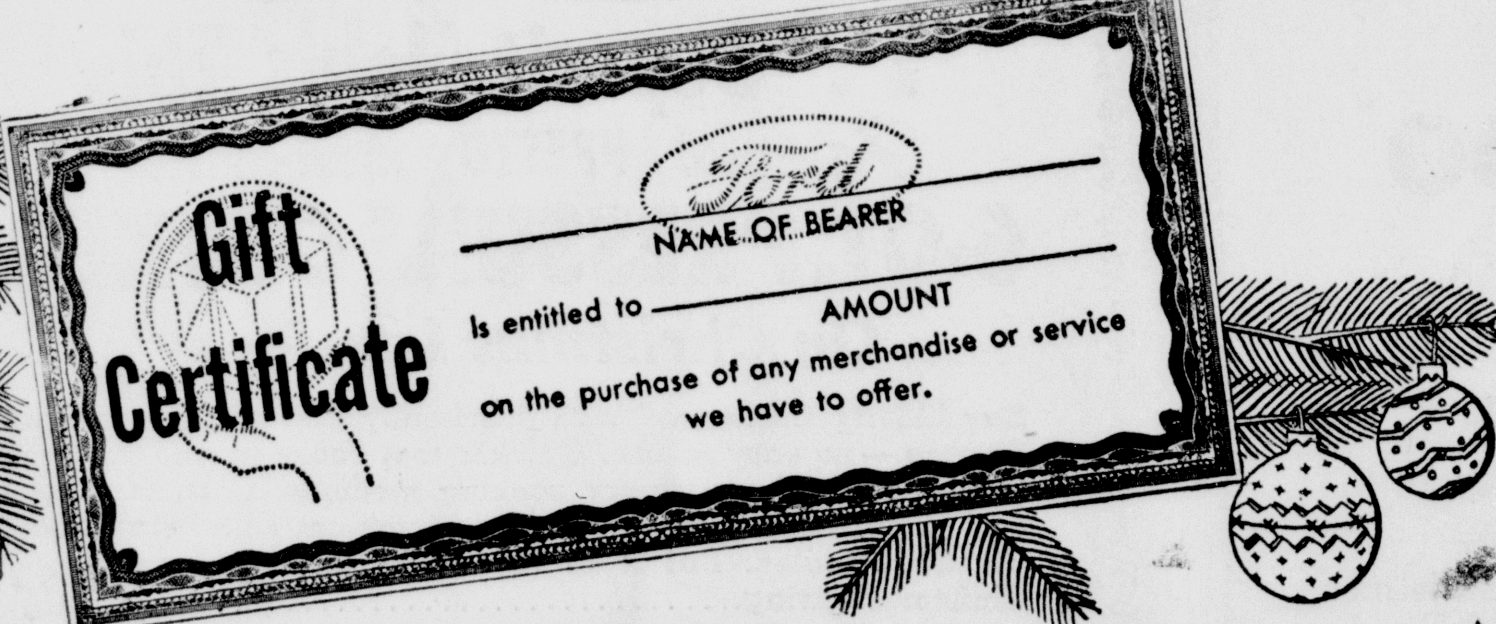 Gift
Certificate
Ford
NAME OF BEARER
Is entitled to
AMOUNT
on the purchase of any merchandise or service
we have to offer.